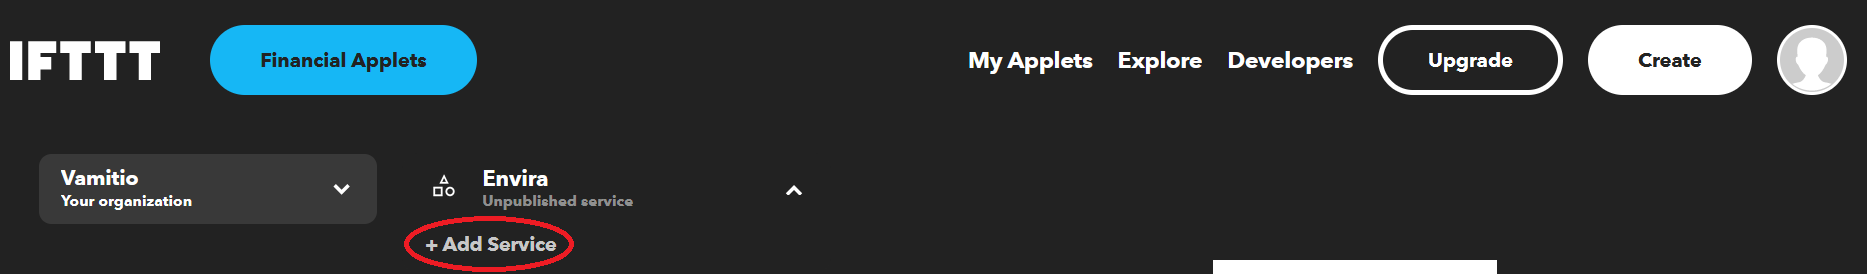 IFTTT
Financial Applets
My Applets
Explore
Developers
Upgrade
Create
Vamitio
Your organization
Envira
Unpublished service
+ Add Service